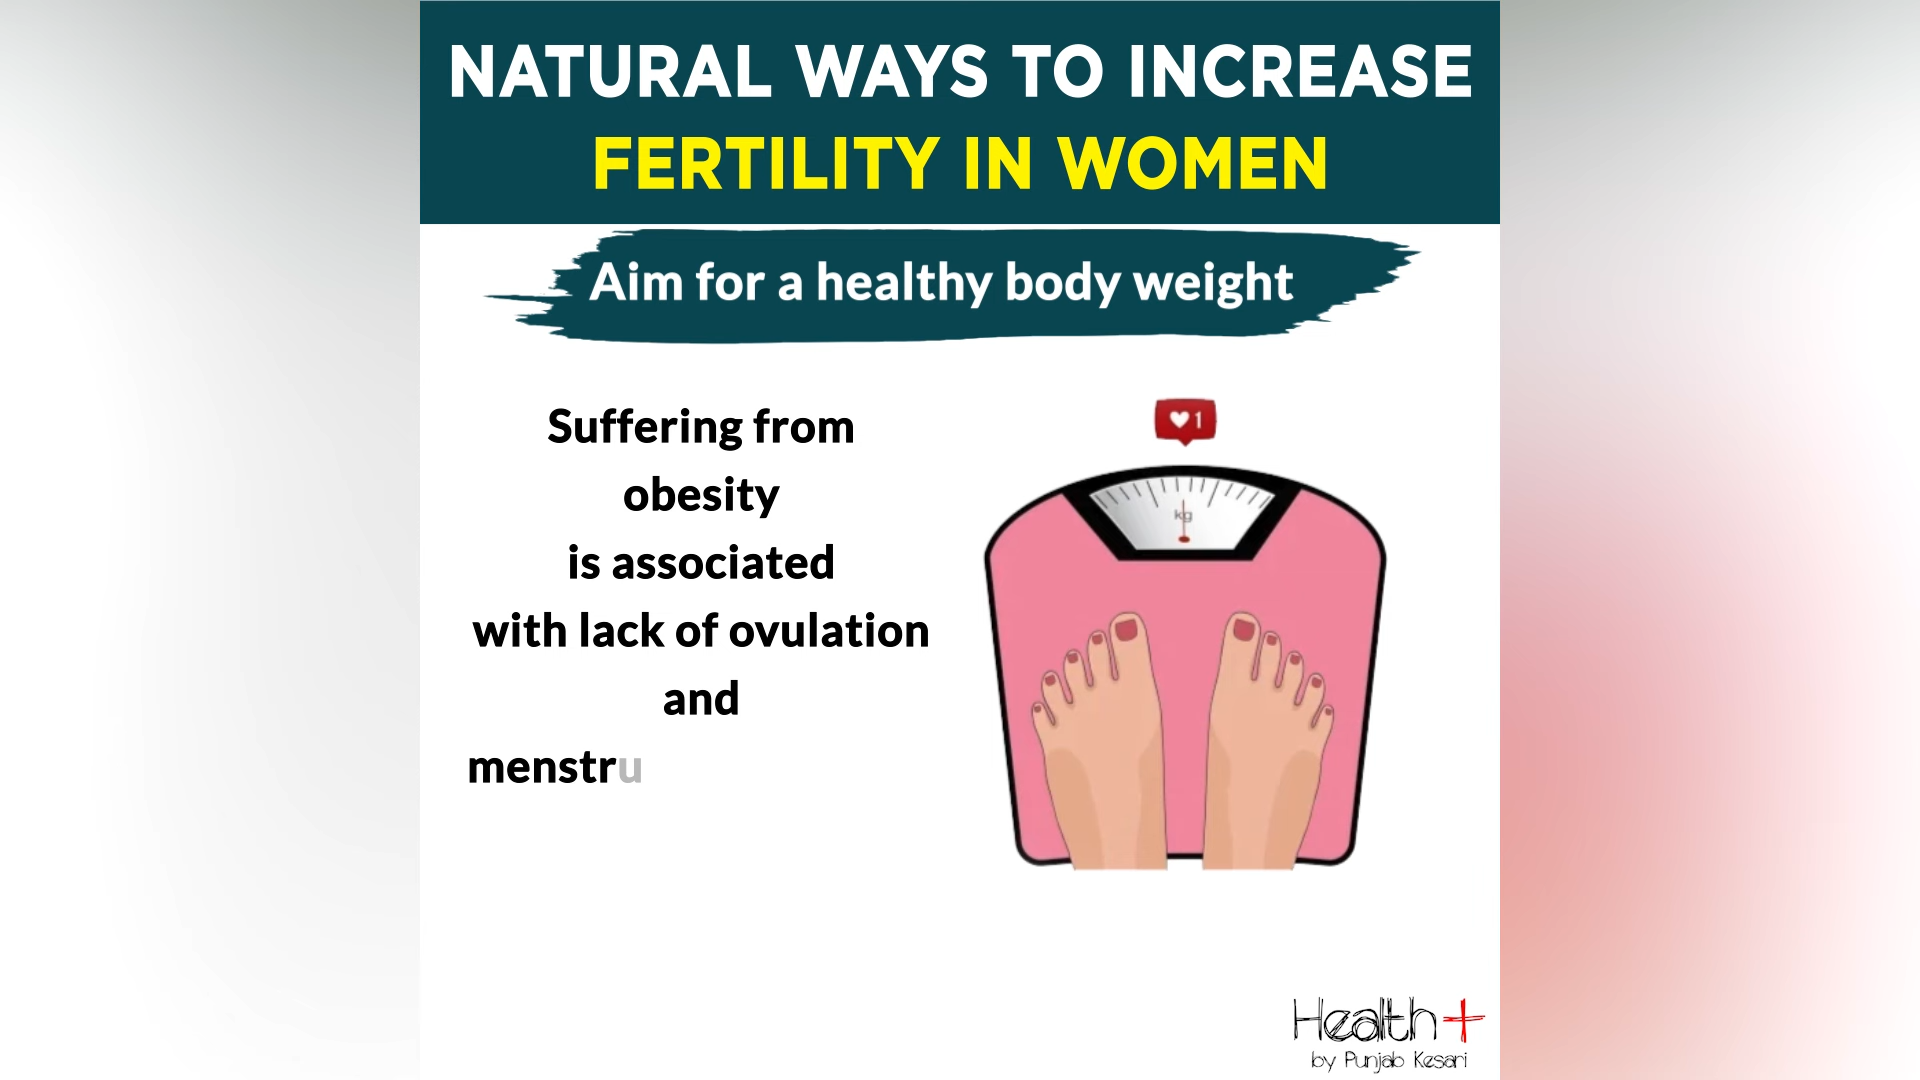 NATURAL WAYS TO INCREASE
FERTILITY IN WOMEN
Aim for a healthy body weight
Suffering from
obesity
is associated
with lack of ovulation
and
menstru
1
kg
Health+
by Punjab Kesari